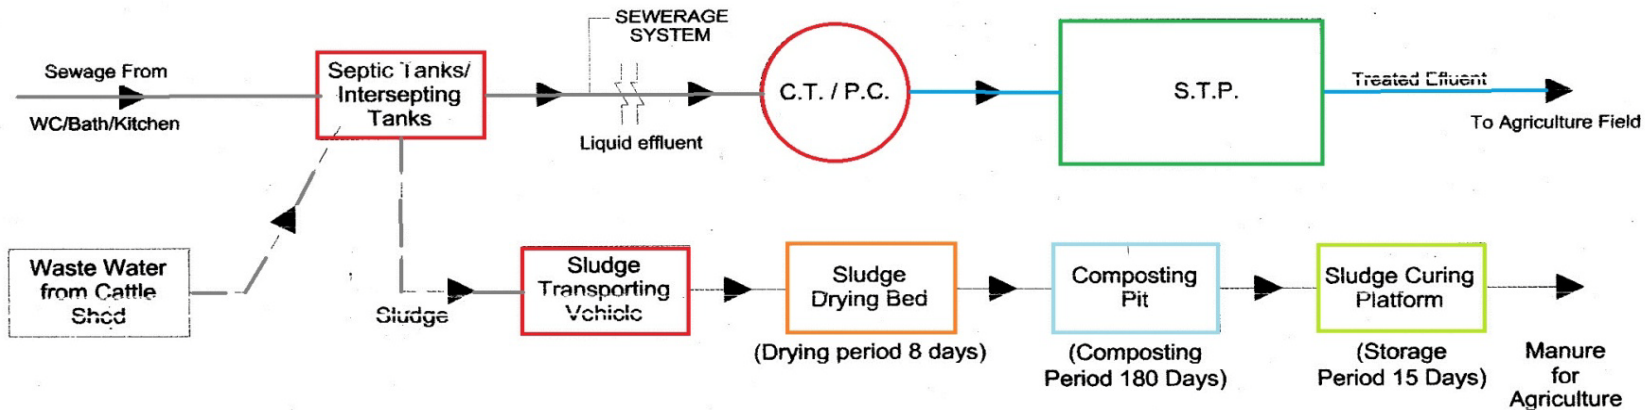 SEWERAGE
SYSTEM
Sewage From
WC/Bath/Kitchen
Septic Tanks/
Intersepting
Tanks
Liquid effluent
C.T. / P.C.
S.T.P.
Treated Efluent
To Agriculture Field
Waste Water
from Cattle
Shed
Sludge
Sludge
Transporting
Vehicle
Sludge
Drying Bed
(Drying period 8 days)
Composting
Pit
(Composting
Period 180 Days)
Sludge Curing
Platform
(Storage
Period 15 Days)
Manure
for
Agriculture